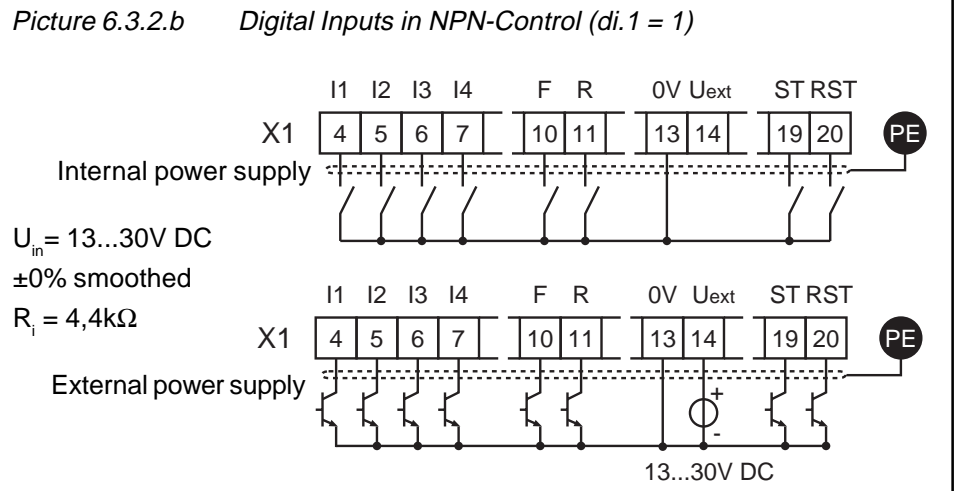 Picture 6.3.2.b Digital Inputs in NPN-Control (di.1 = 1)
I1 I2 I3 I4 F R 0V Uext ST RST
X1 4 5 6 7 10 11 13 14 19 20 PE
Internal power supply
Uin= 13...30V DC
±0% smoothed
Ri = 4,4kΩ
I1 I2 I3 I4 F R 0V Uext ST RST
X1 4 5 6 7 10 11 13 14 19 20 PE
External power supply
+
-
13...30V DC